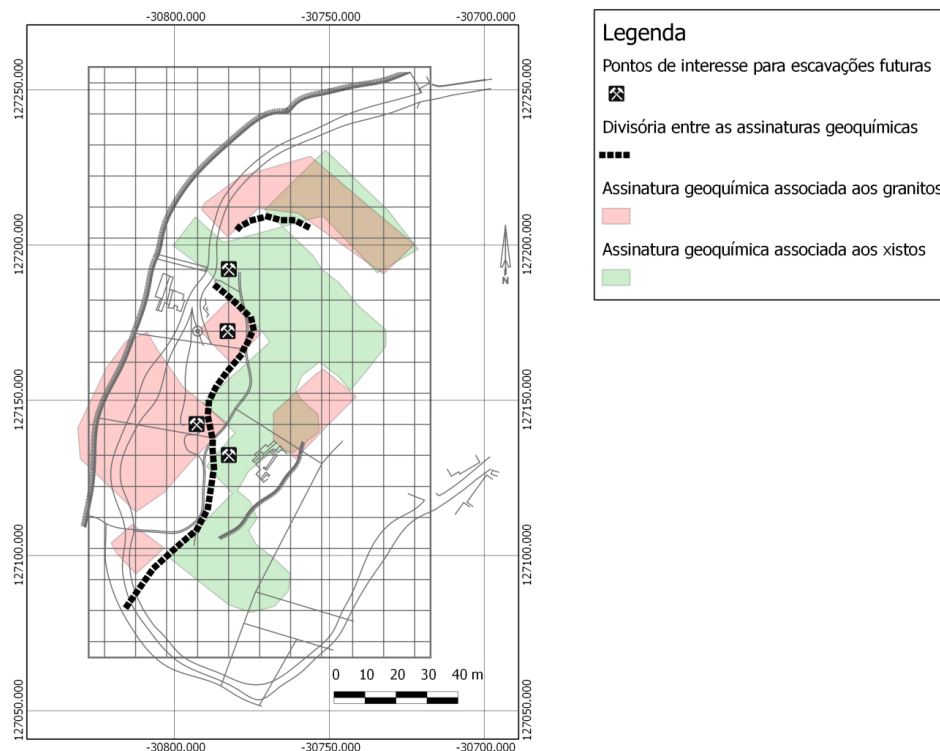 -30800.000
-30750.000
-30700.000
127250.000
127200.000
127150.000
127100.000
127050.000
127250.000
127200.000
127150.000
127100.000
127050.000
N
0 10 20 30 40 m
-30800.000
-30750.000
-30700.000
Legenda
Pontos de interesse para escavações futuras
Divisória entre as assinaturas geoquímicas
Assinatura geoquímica associada aos granitos
Assinatura geoquímica associada aos xistos